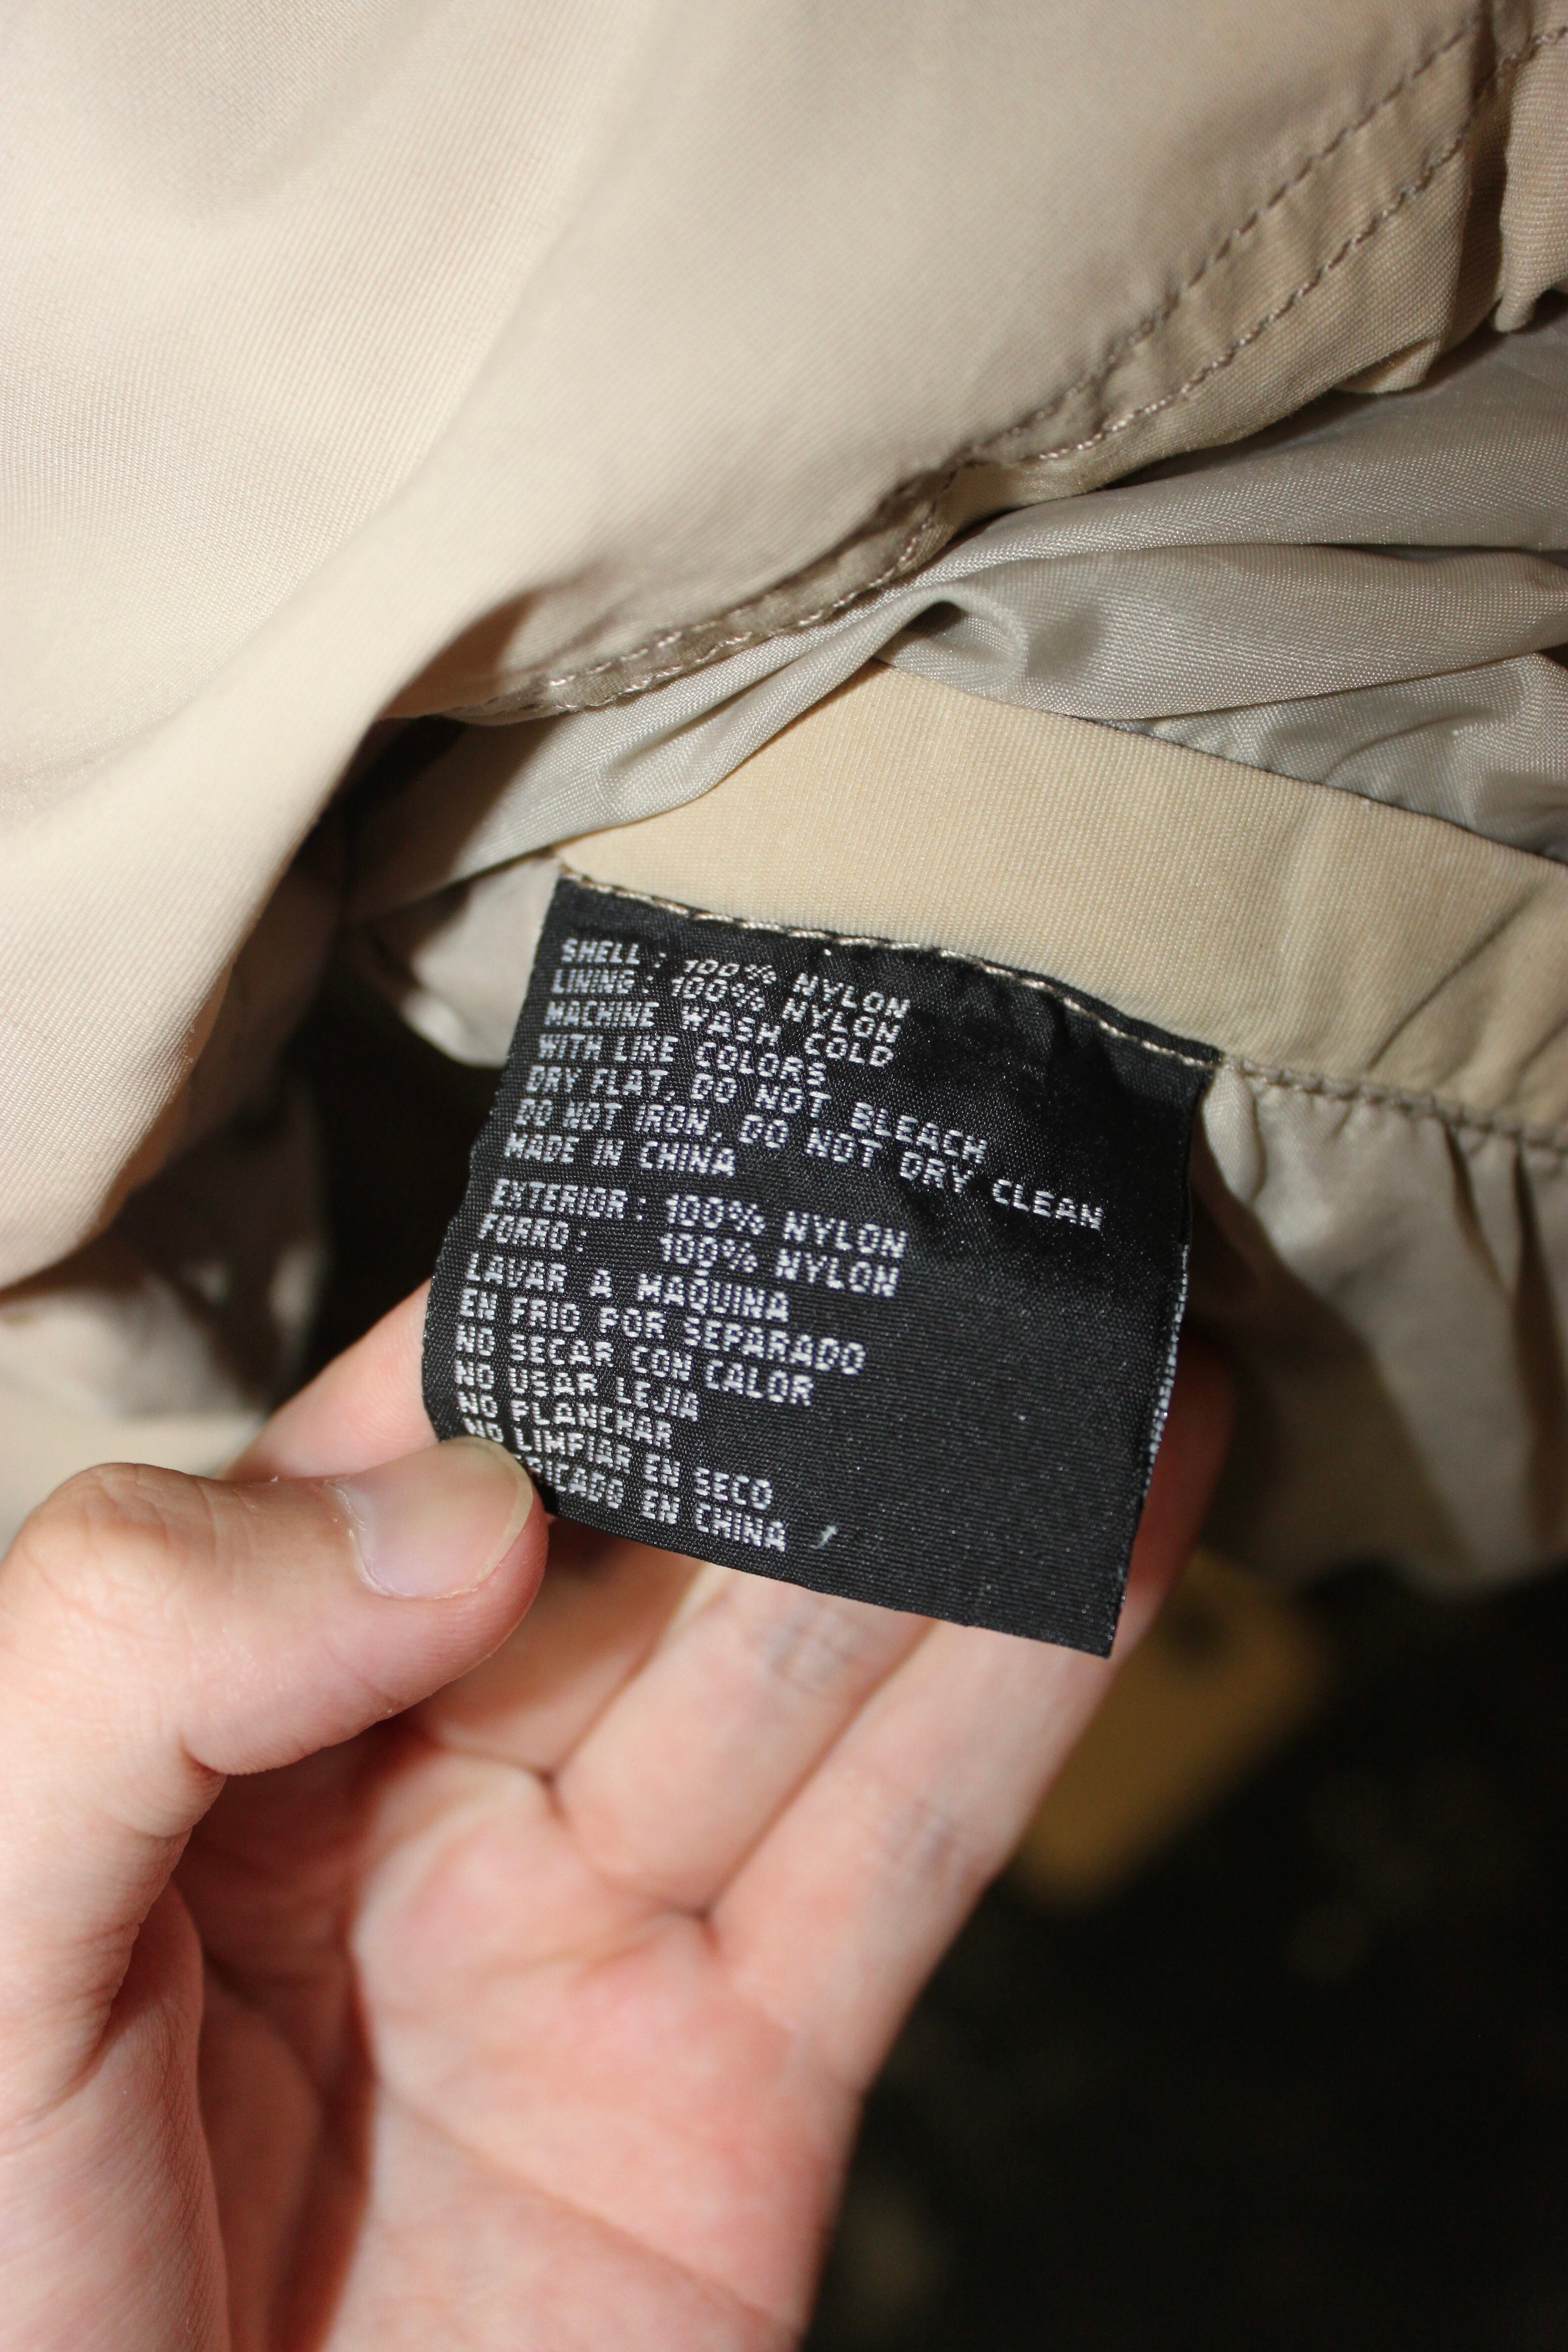 SHELL : 100% NYLON
LINING : 100% NYLON
MACHINE WASH COLD
WITH LIKE COLORS
DRY FLAT, DO NOT BLEACH
DO NOT IRON, DO NOT DRY CLEAN
MADE IN CHINA
EXTERIOR : 100% NYLON
FORRO : 100% NYLON
LAVAR A MAQUINA
EN FRIO POR SEPARADO
NO SECAR CON CALOR
NO USAR LEJIA
NO PLANCHAR
NO LIMPIAR EN SECO
EN CHINA